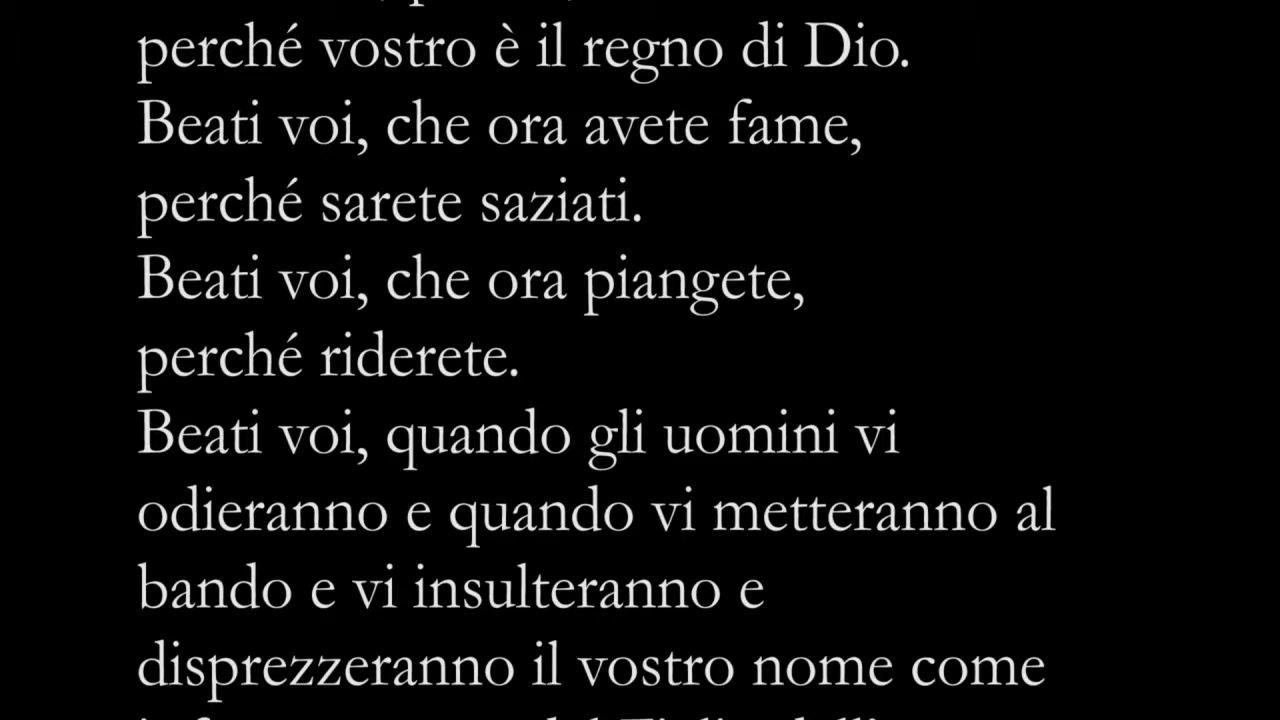 perché vostro è il regno di Dio.
Beati voi, che ora avete fame,
perché sarete saziati.
Beati voi, che ora piangete,
perché riderete.
Beati voi, quando gli uomini vi
odieranno e quando vi metteranno al
bando e vi insulteranno e
disprezzeranno il vostro nome come